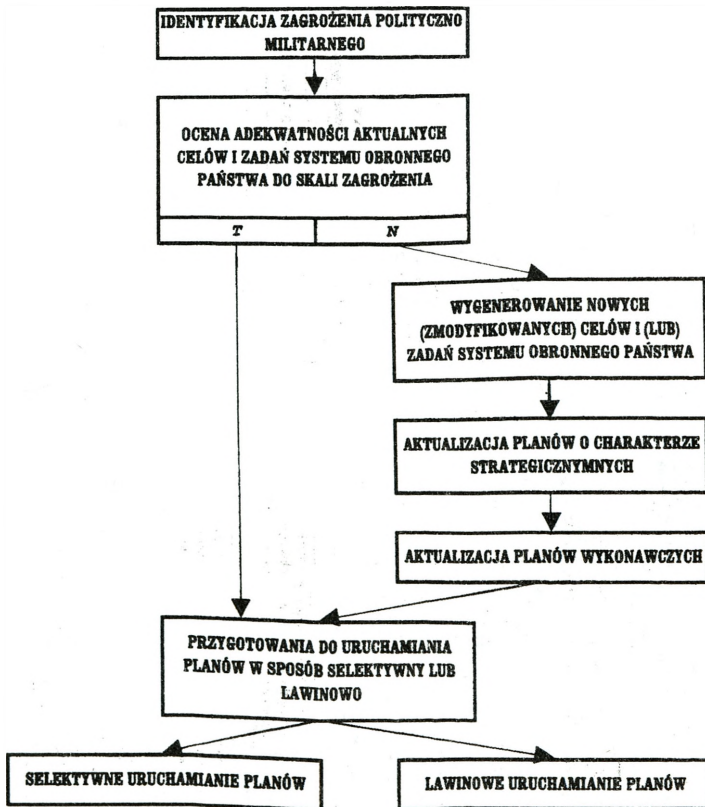 IDENTYFIKACJA ZAGROŻENIA POLITYCZNO
MILITARNEGO
OCENA ADEKWATNOŚCI AKTUALNYCH
CELÓW I ZADAŃ SYSTEMU OBRONNEGO
PAŃSTWA DO SKALI ZAGROŻENIA
T
N
WYGENEROWANIE NOWYCH
(ZMODYFIKOWANYCH) CELÓW I (LUB)
ZADAŃ SYSTEMU OBRONNEGO PAŃSTWA
AKTUALIZACJA PLANÓW O CHARAKTERZE
STRATEGICZNYMNYCH
AKTUALIZACJA PLANÓW WYKONAWCZYCH
PRZYGOTOWANIA DO URUCHAMIANIA
PLANÓW W SPOSÓB SELEKTYWNY LUB
LAWINOWO
SELEKTYWNE URUCHAMIANIE PLANÓW
LAWINOWE URUCHAMIANIE PLANÓW